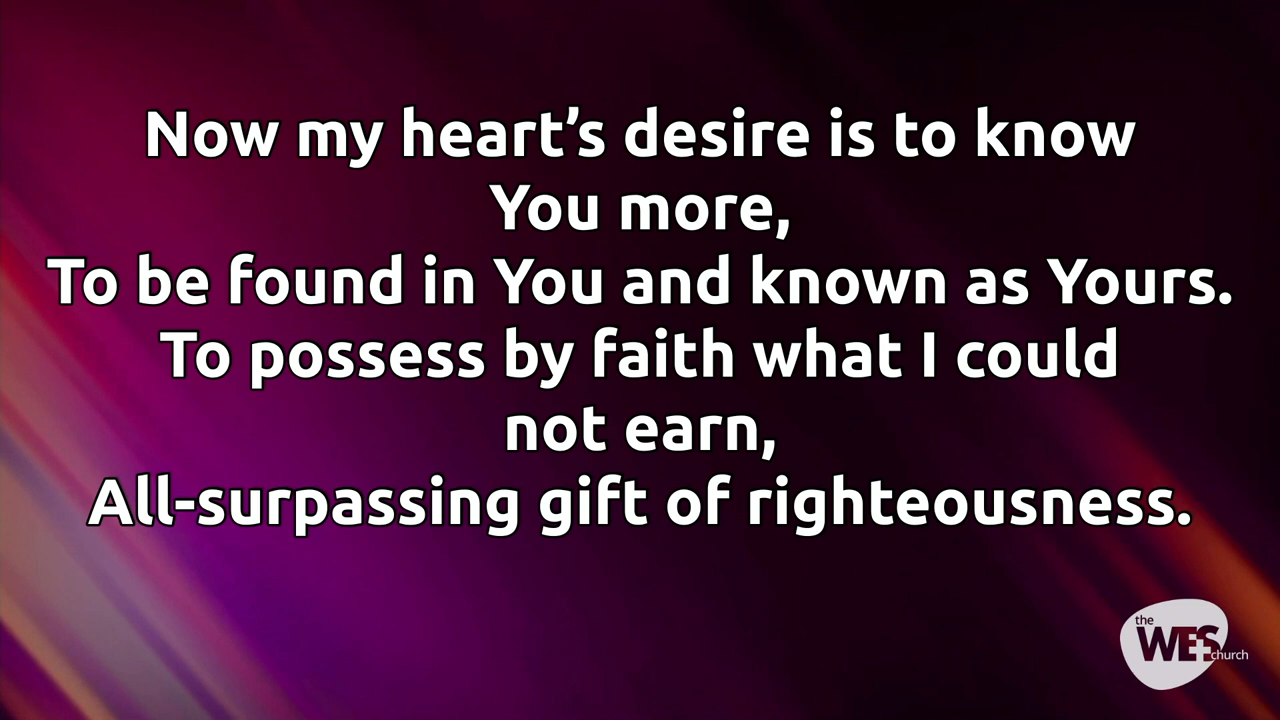 Now my heart’s desire is to know
You more,
To be found in You and known as Yours.
To possess by faith what I could
not earn,
All-surpassing gift of righteousness.
the
WES
church